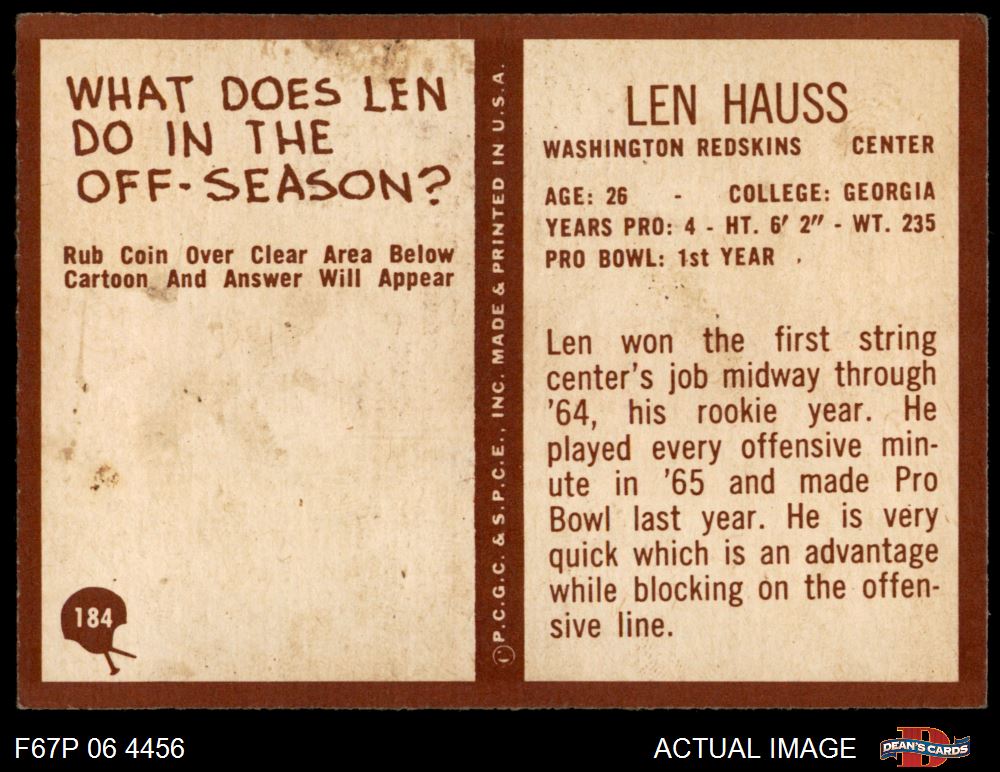 WHAT DOES LEN
DO IN THE
OFF-SEASON?
Rub Coin Over Clear Area Below
Cartoon And Answer Will Appear
184
©P.C.G.C. & S.P.C.E., INC. MADE & PRINTED IN U.S.A.
LEN HAUSS
WASHINGTON REDSKINS CENTER
AGE: 26 - COLLEGE: GEORGIA
YEARS PRO: 4 - HT. 6' 2" - WT. 235
PRO BOWL: 1st YEAR
Len won the first string
center's job midway through
'64, his rookie year. He
played every offensive min-
ute in '65 and made Pro
Bowl last year. He is very
quick which is an advantage
while blocking on the offen-
sive line.
F67P 06 4456
ACTUAL IMAGE
D
DEAN'S CARDS